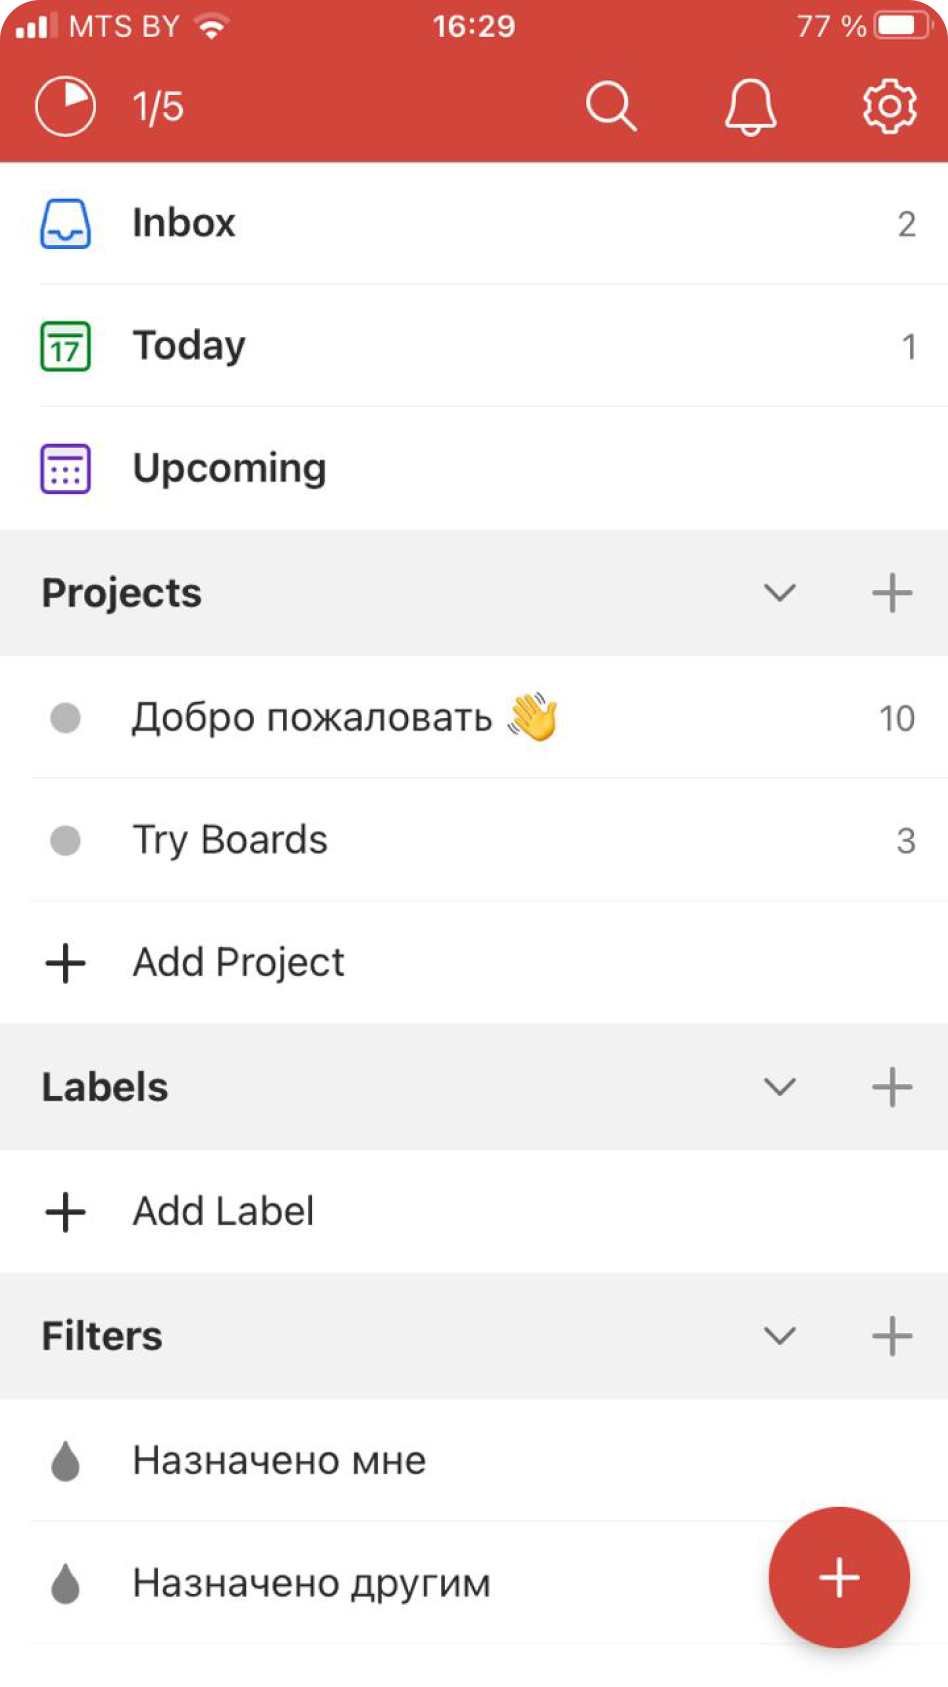 MTS BY 16:29 77 %
1/5
Inbox 2
17 Today 1
Upcoming
Projects
Добро пожаловать 👋 10
Try Boards 3
Add Project
Labels
Add Label
Filters
Назначено мне
Назначено другим